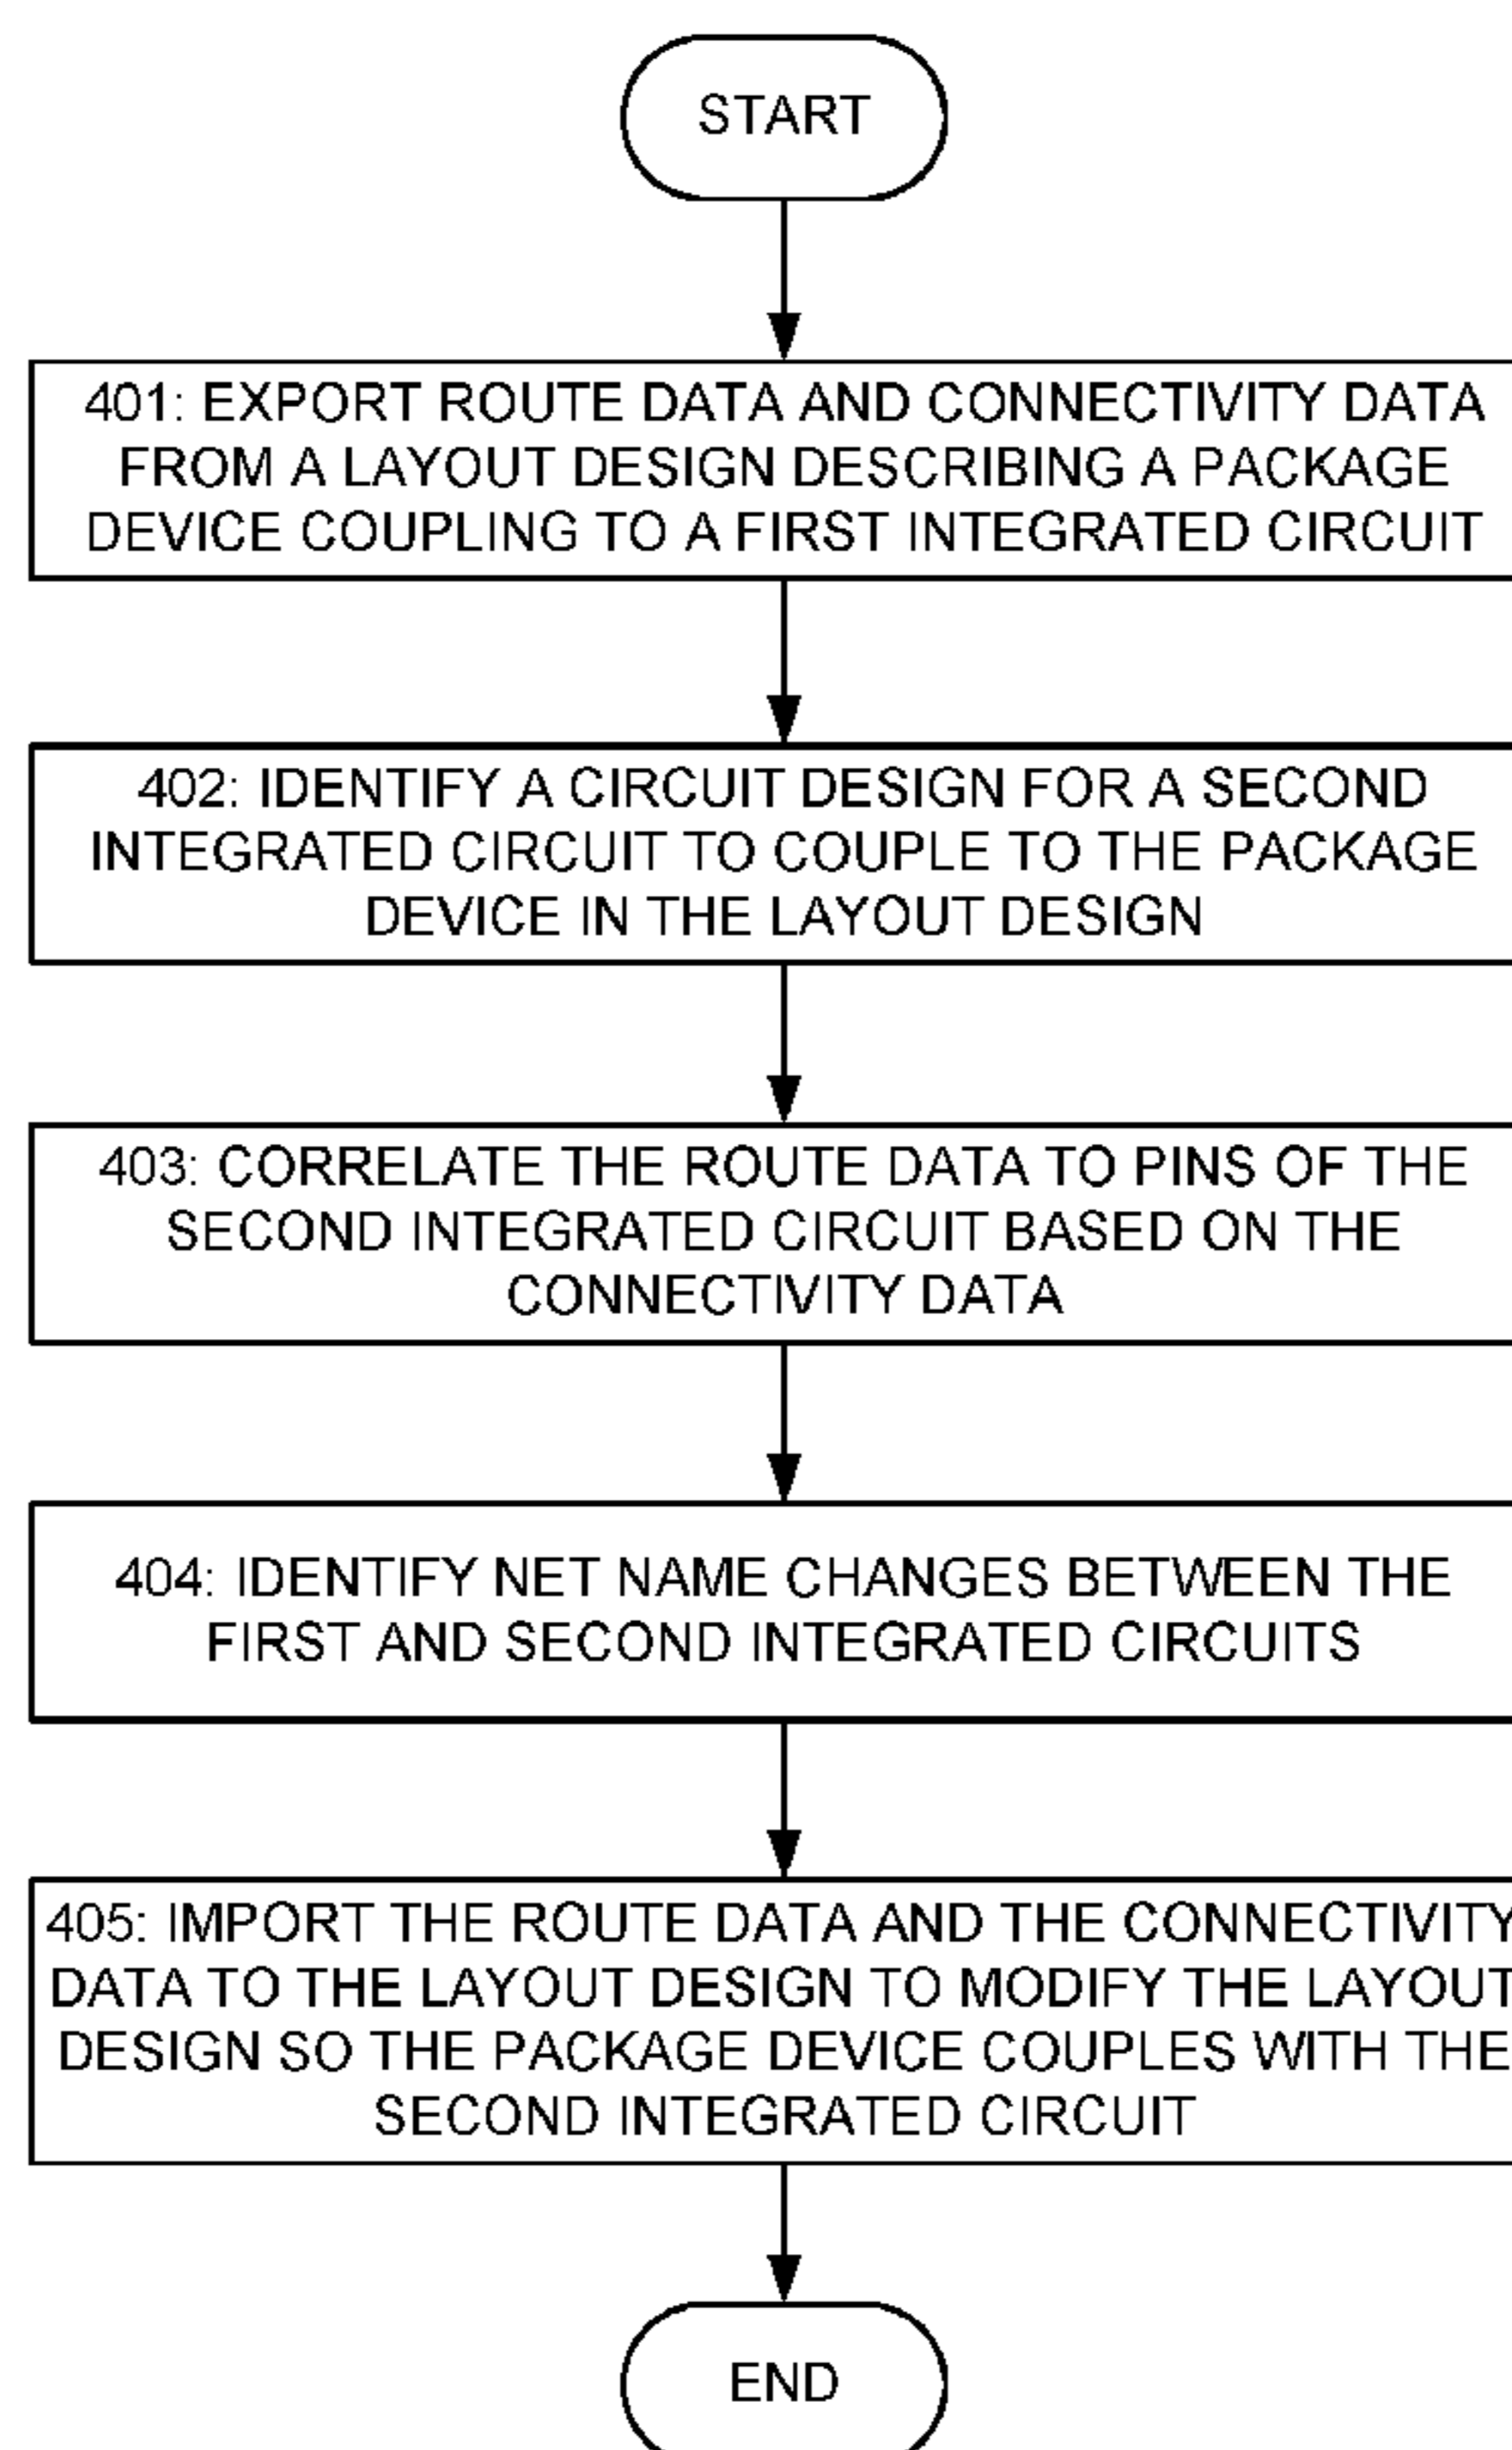 START
401: EXPORT ROUTE DATA AND CONNECTIVITY DATA
FROM A LAYOUT DESIGN DESCRIBING A PACKAGE
DEVICE COUPLING TO A FIRST INTEGRATED CIRCUIT
402: IDENTIFY A CIRCUIT DESIGN FOR A SECOND
INTEGRATED CIRCUIT TO COUPLE TO THE PACKAGE
DEVICE IN THE LAYOUT DESIGN
403: CORRELATE THE ROUTE DATA TO PINS OF THE
SECOND INTEGRATED CIRCUIT BASED ON THE
CONNECTIVITY DATA
404: IDENTIFY NET NAME CHANGES BETWEEN THE
FIRST AND SECOND INTEGRATED CIRCUITS
405: IMPORT THE ROUTE DATA AND THE CONNECTIVITY
DATA TO THE LAYOUT DESIGN TO MODIFY THE LAYOUT
DESIGN SO THE PACKAGE DEVICE COUPLES WITH THE
SECOND INTEGRATED CIRCUIT
END